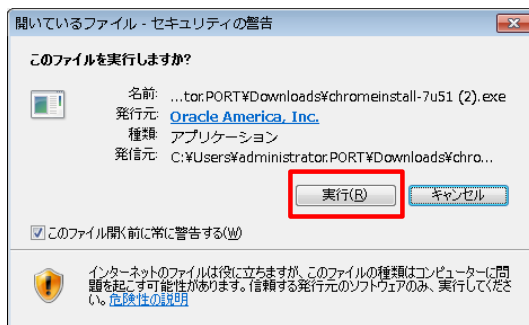 開いているファイル - セキュリティの警告
このファイルを実行しますか?
名前: ...tor.PORT¥Downloads¥chromeinstall-7u51 (2).exe
発行元: Oracle America, Inc.
種類: アプリケーション
発信元: C:¥Users¥administrator.PORT¥Downloads¥chro...
実行(R) キャンセル
このファイル開く前に常に警告する(W)
インターネットのファイルは役に立ちますが、このファイルの種類はコンピューターに問
題を起こす可能性があります。信頼する発行元のソフトウェアのみ、実行してくださ
い。危険性の説明